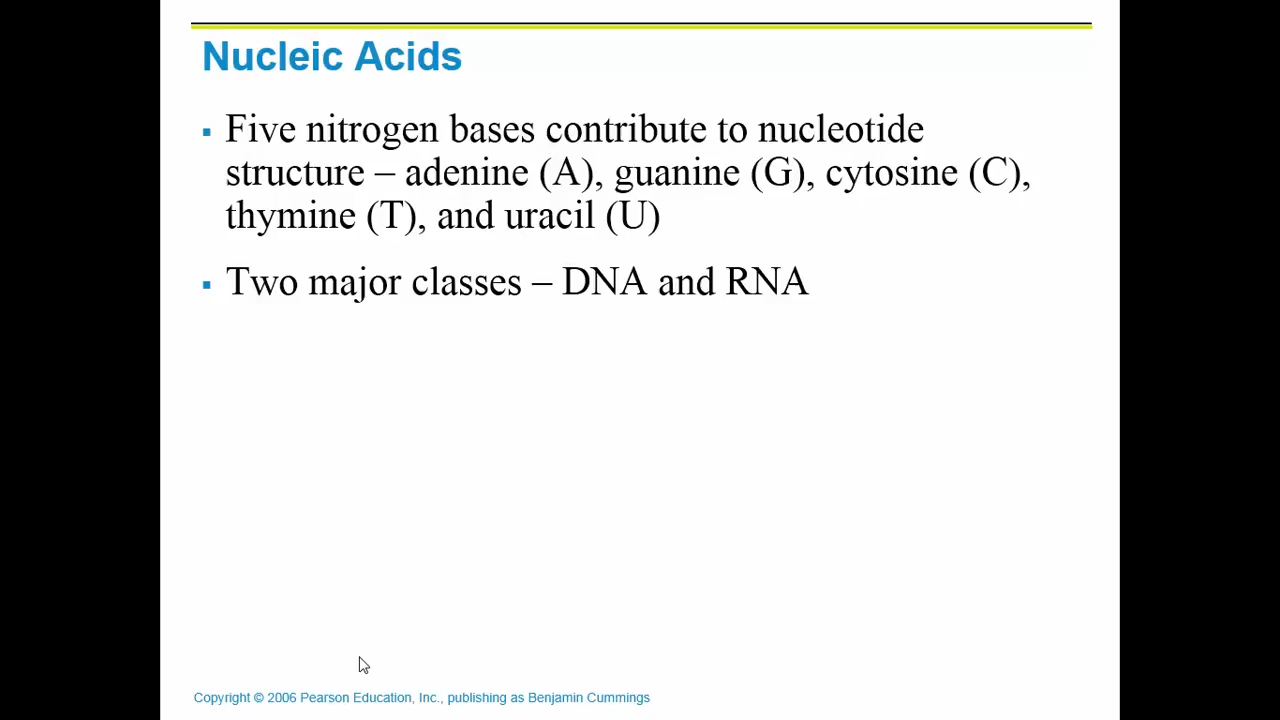 Nucleic Acids
▪ Five nitrogen bases contribute to nucleotide
structure – adenine (A), guanine (G), cytosine (C),
thymine (T), and uracil (U)
▪ Two major classes – DNA and RNA
Copyright © 2006 Pearson Education, Inc., publishing as Benjamin Cummings